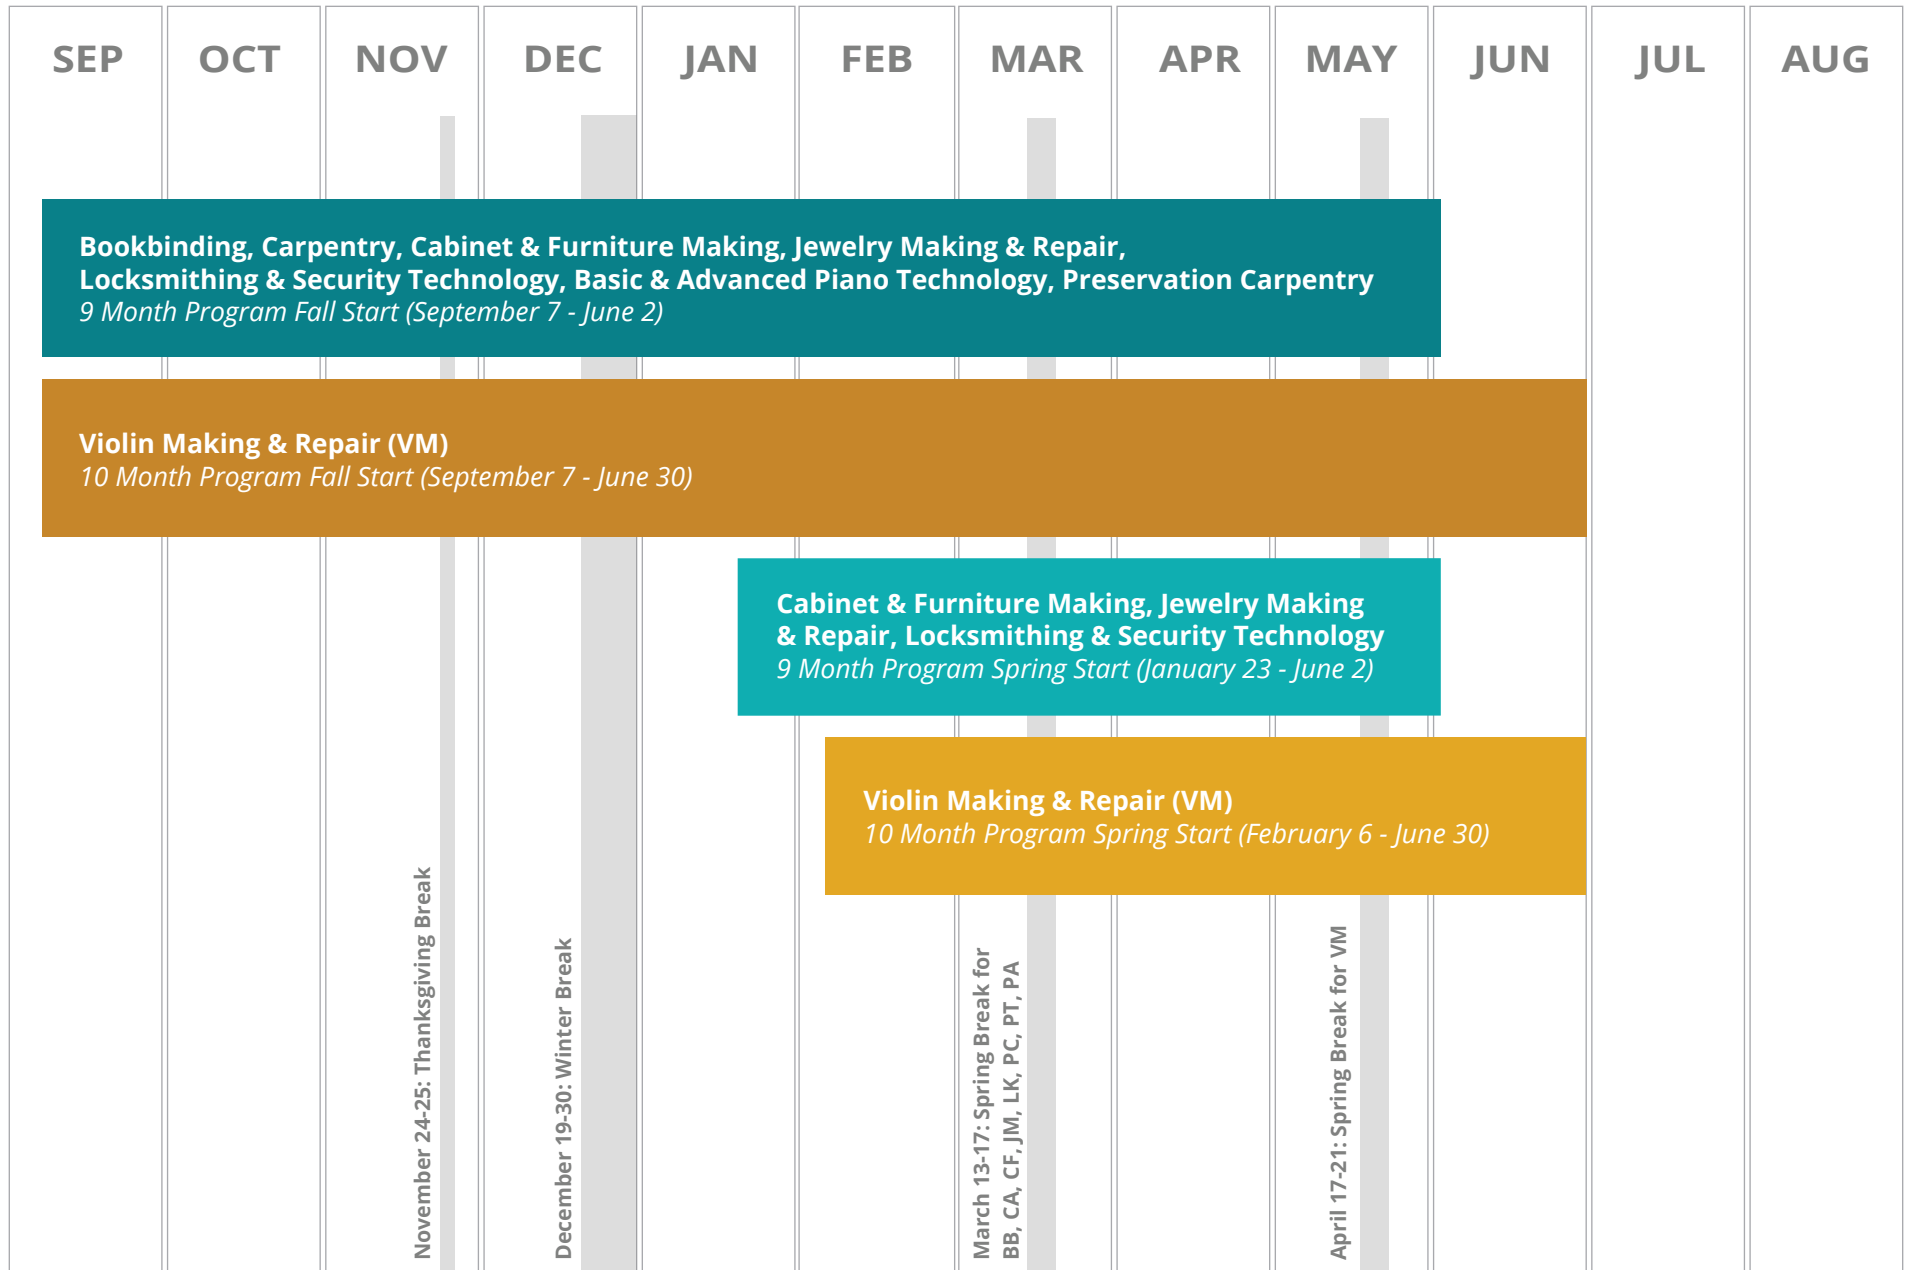 SEP OCT NOV DEC JAN FEB MAR APR MAY JUN JUL AUG
Bookbinding, Carpentry, Cabinet & Furniture Making, Jewelry Making & Repair,
Locksmithing & Security Technology, Basic & Advanced Piano Technology, Preservation Carpentry
9 Month Program Fall Start (September 7 - June 2)
Violin Making & Repair (VM)
10 Month Program Fall Start (September 7 - June 30)
Cabinet & Furniture Making, Jewelry Making
& Repair, Locksmithing & Security Technology
9 Month Program Spring Start (January 23 - June 2)
Violin Making & Repair (VM)
10 Month Program Spring Start (February 6 - June 30)
November 24-25: Thanksgiving Break
December 19-30: Winter Break
March 13-17: Spring Break for
BB, CA, CF, JM, LK, PC, PT, PA
April 17-21: Spring Break for VM